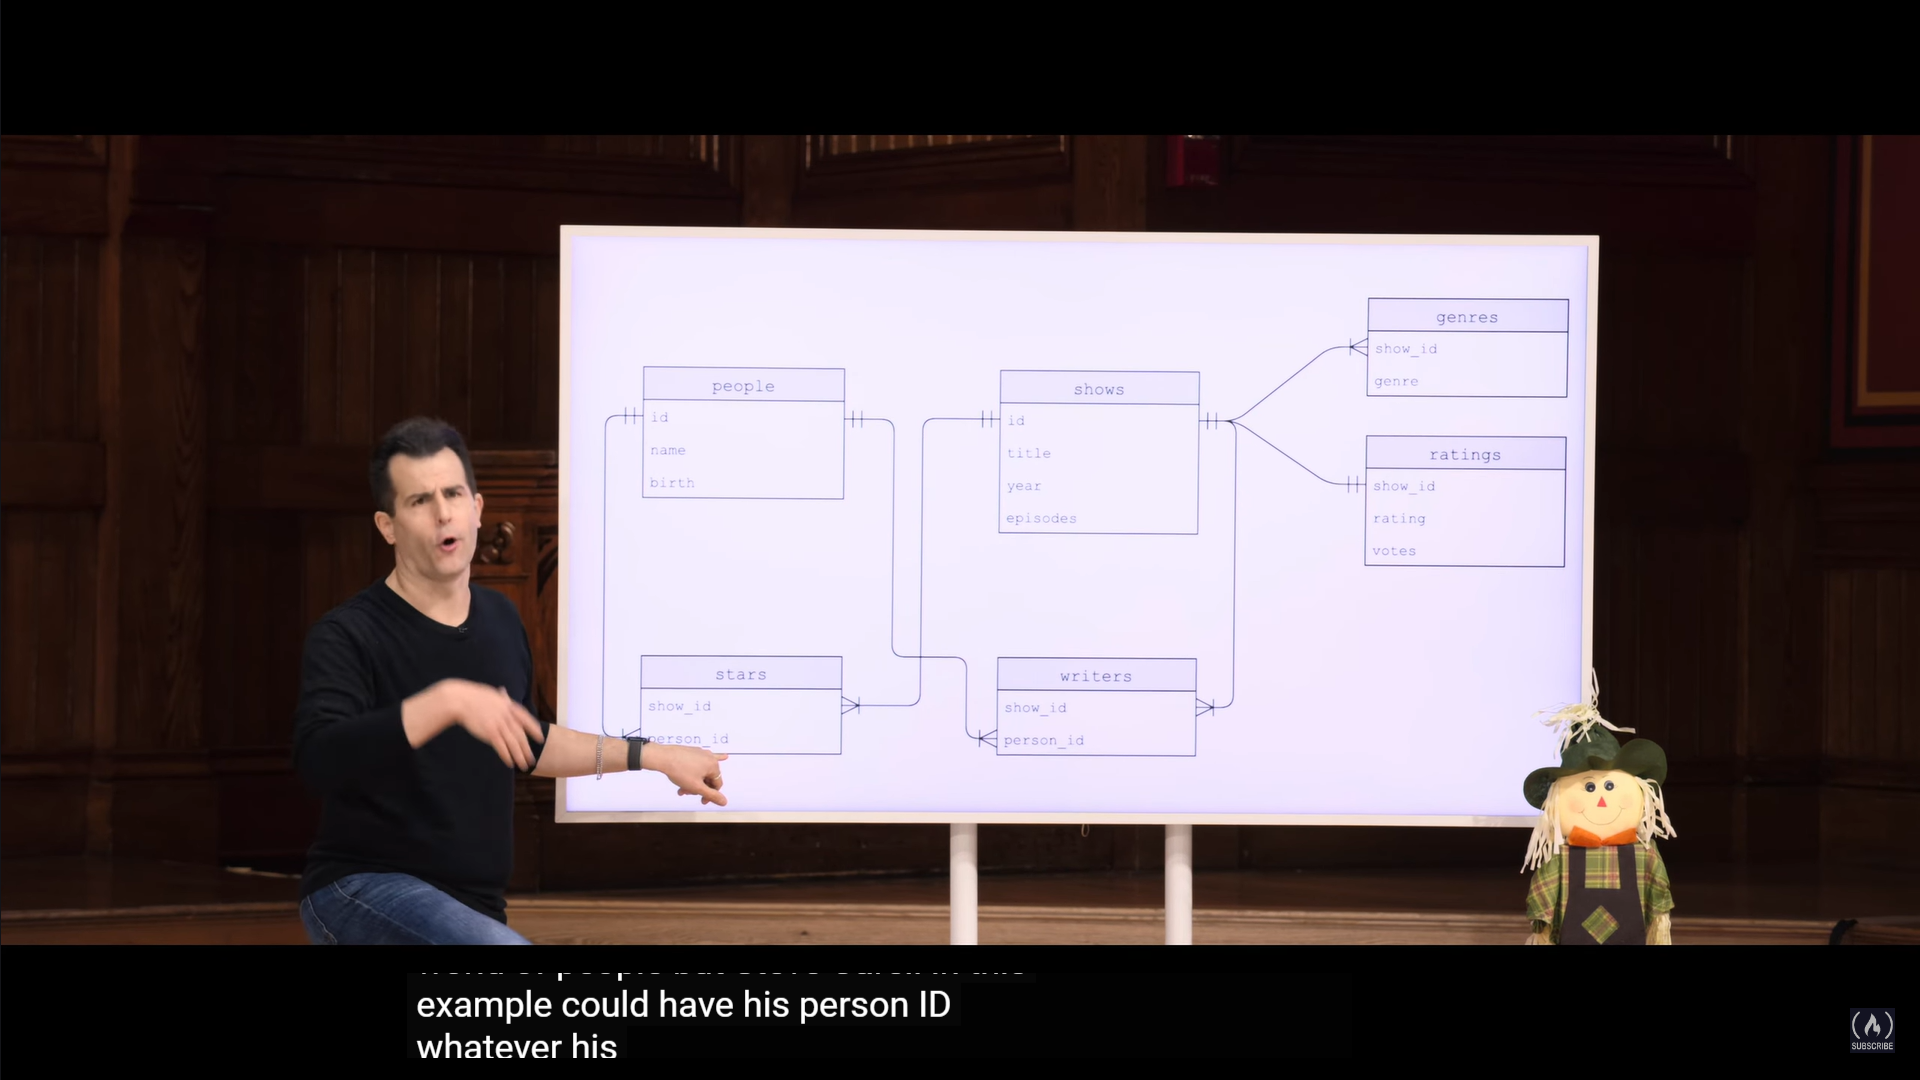 genres
show_id
genre
people
id
name
birth
shows
id
title
year
episodes
ratings
show_id
rating
votes
stars
show_id
person_id
writers
show_id
person_id
example could have his person ID
whatever his
SUBSCRIBE